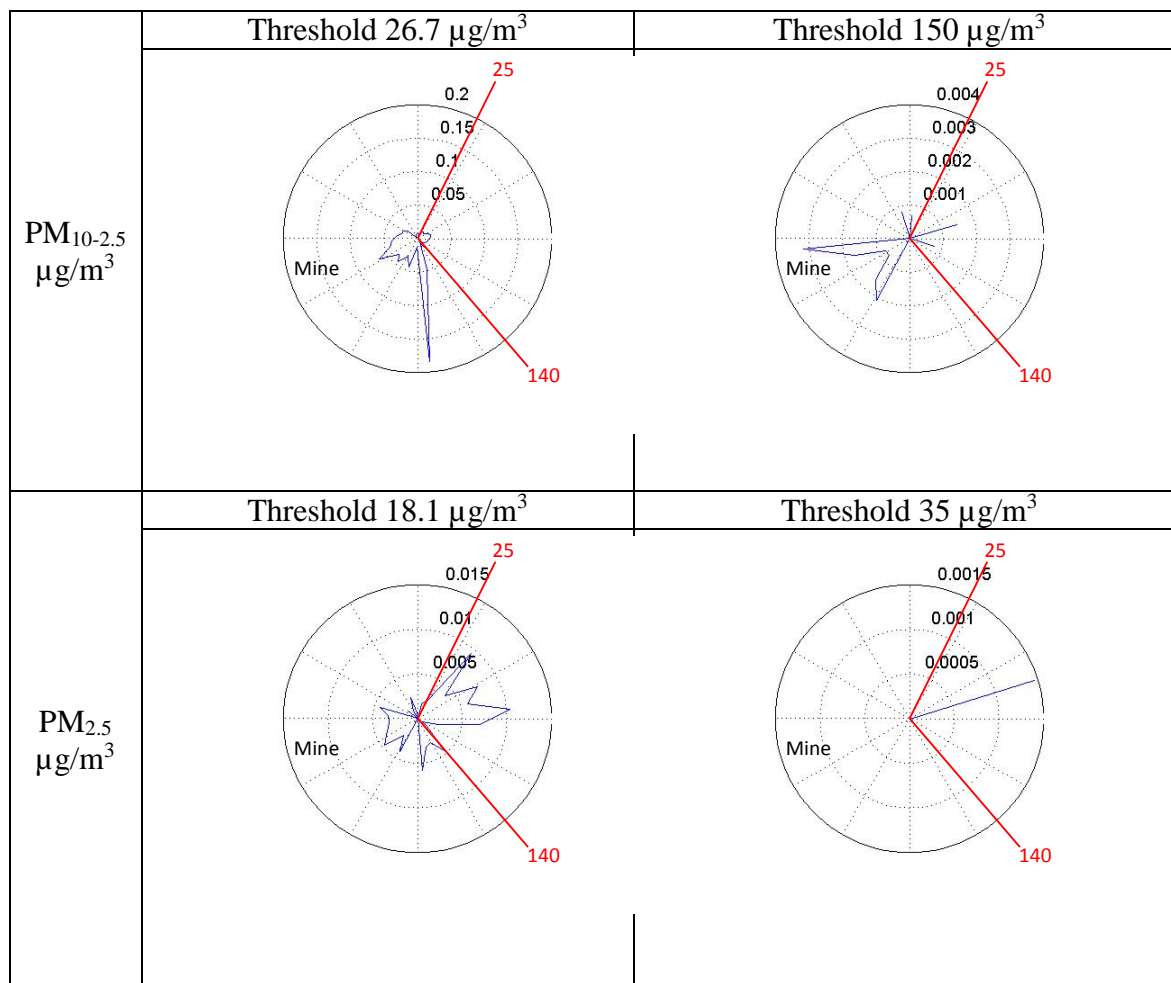 Threshold 26.7 µg/m³ Threshold 150 µg/m³
PM₁₀₋₂.₅
µg/m³
25
0.2
0.15
0.1
0.05
Mine
140
25
0.004
0.003
0.002
0.001
Mine
140
Threshold 18.1 µg/m³ Threshold 35 µg/m³
PM₂.₅
µg/m³
25
0.015
0.01
0.005
Mine
140
25
0.0015
0.001
0.0005
Mine
140